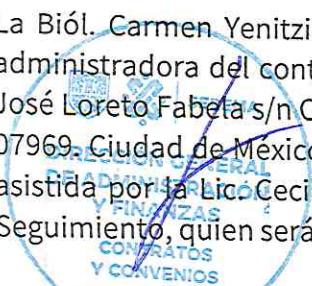 La Biól. Carmen Yenitzi
administradora del cont
José Loreto Fabela s/n C
07969, Ciudad de México
asistida por la Lic. Ceci
Seguimiento, quien será
DIRECCIÓN GENERAL
DE ADMINISTRACIÓN
Y FINANZAS
CONTRATOS
Y CONVENIOS